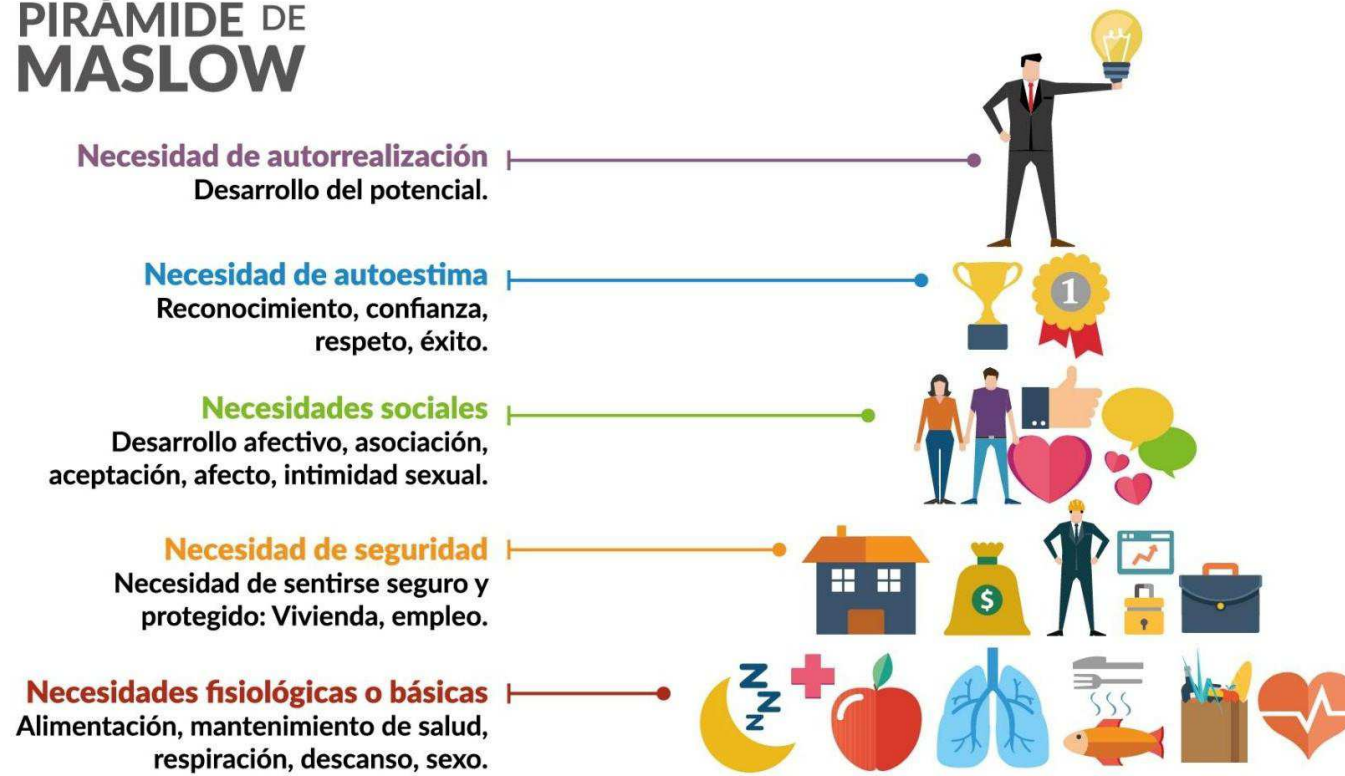 PIRÁMIDE DE
MASLOW
Necesidad de autorrealización
Desarrollo del potencial.
Necesidad de autoestima
Reconocimiento, confianza,
respeto, éxito.
1
Necesidades sociales
Desarrollo afectivo, asociación,
aceptación, afecto, intimidad sexual.
Necesidad de seguridad
Necesidad de sentirse seguro y
protegido: Vivienda, empleo.
$
Necesidades fisiológicas o básicas
Alimentación, mantenimiento de salud,
respiración, descanso, sexo.
Z
Z
Z
Z